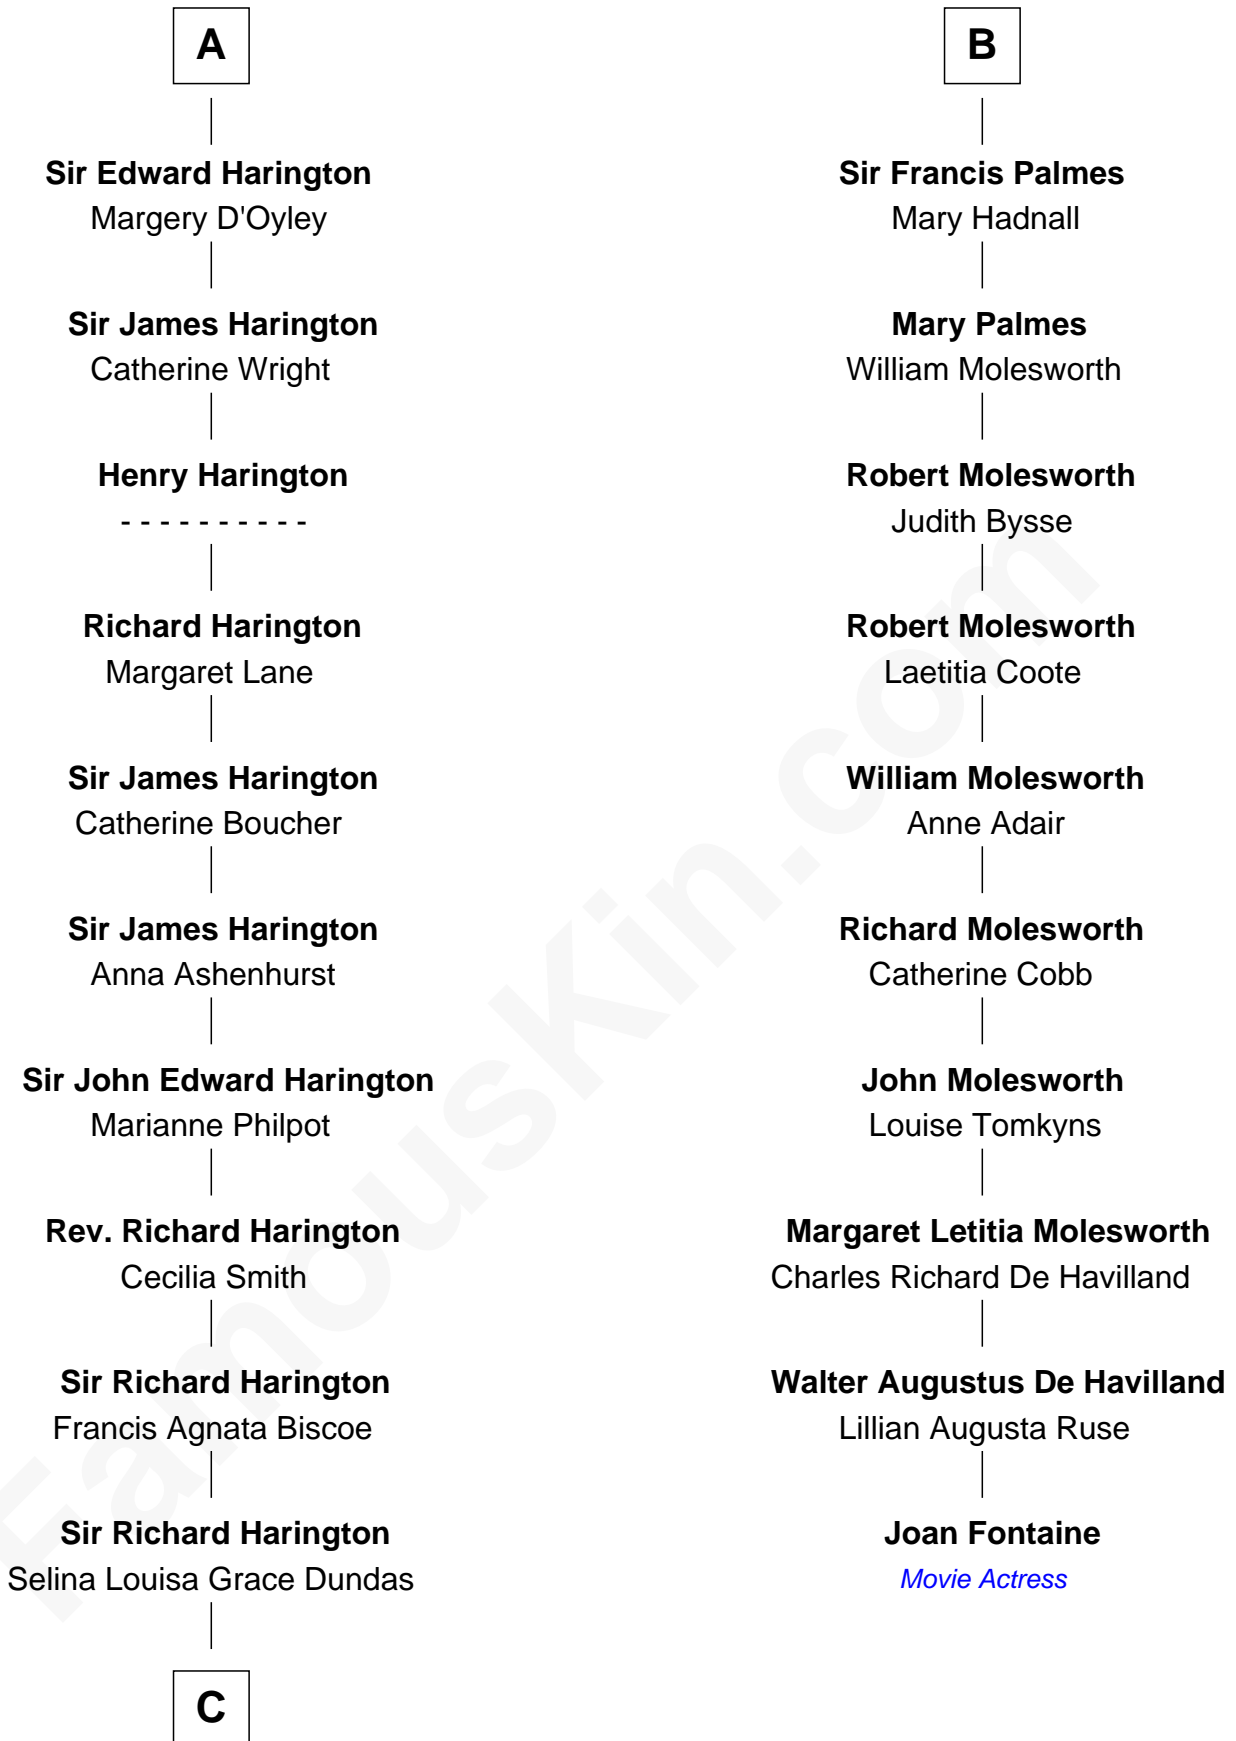 A
Sir Edward Harington
Margery D'Oyley
Sir James Harington
Catherine Wright
Henry Harington
- - - - - - - - - -
Richard Harington
Margaret Lane
Sir James Harington
Catherine Boucher
Sir James Harington
Anna Ashenhurst
Sir John Edward Harington
Marianne Philpot
Rev. Richard Harington
Cecilia Smith
Sir Richard Harington
Francis Agnata Biscoe
Sir Richard Harington
Selina Louisa Grace Dundas
C
B
Sir Francis Palmes
Mary Hadnall
Mary Palmes
William Molesworth
Robert Molesworth
Judith Bysse
Robert Molesworth
Laetitia Coote
William Molesworth
Anne Adair
Richard Molesworth
Catherine Cobb
John Molesworth
Louise Tomkyns
Margaret Letitia Molesworth
Charles Richard De Havilland
Walter Augustus De Havilland
Lillian Augusta Ruse
Joan Fontaine
Movie Actress
FamousKin.com